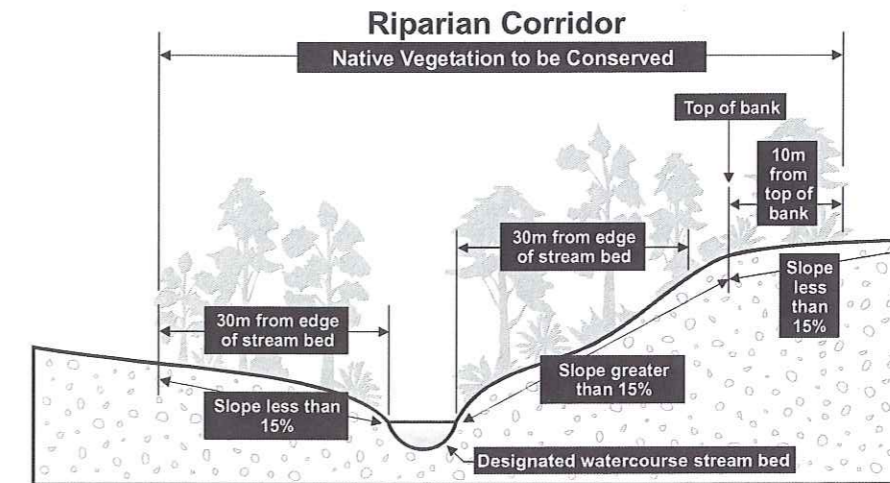 Riparian Corridor
Native Vegetation to be Conserved
Top of bank
10m
from
top of
bank
30m from edge
of stream bed
Slope
less
than
15%
30m from edge
of stream bed
Slope greater
than 15%
Slope less than
15%
Designated watercourse stream bed